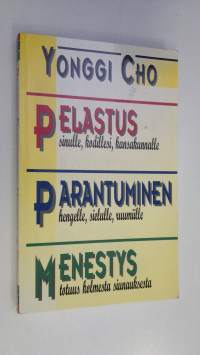 YONGGI CHO
PELASTUS
sinulle, kodillesi, kansakunnalle
PARANTUMINEN
hengelle, sielulle, ruumiille
MENESTYS
totuus kolmesta siunauksesta